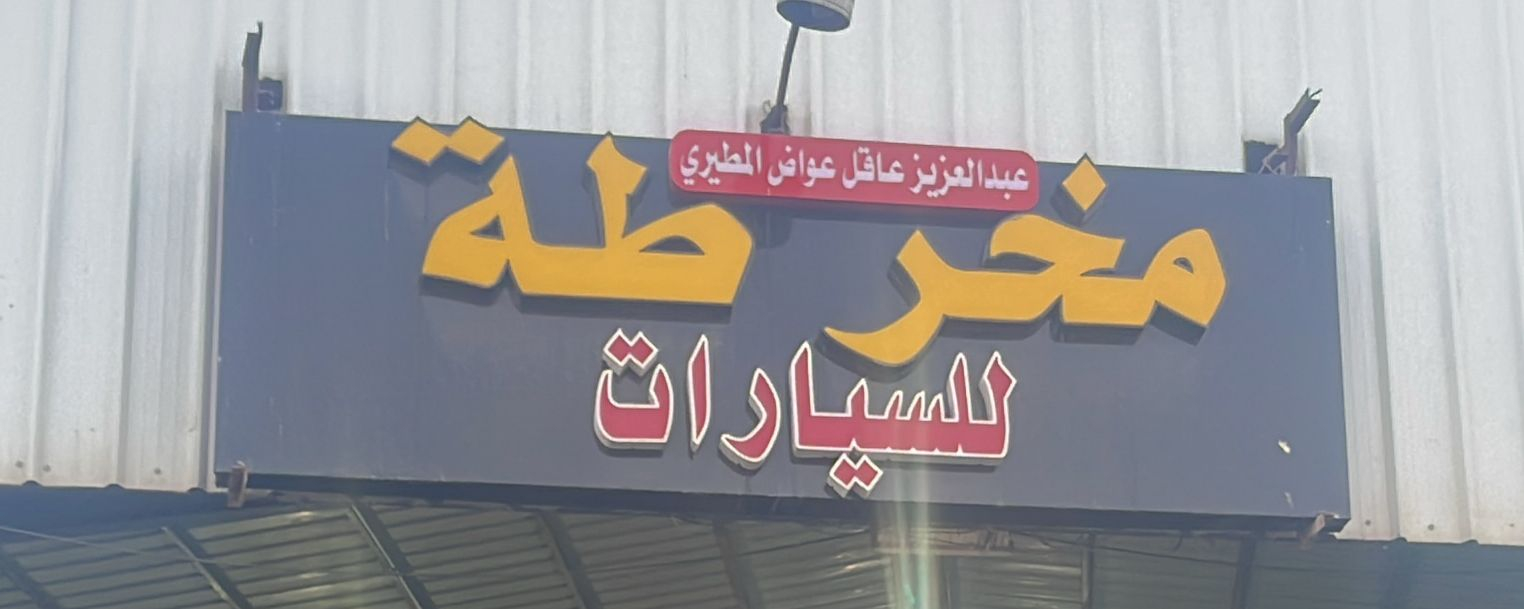 عبدالعزيز عاقل عواض المطيري
مخرطة
للسيارات